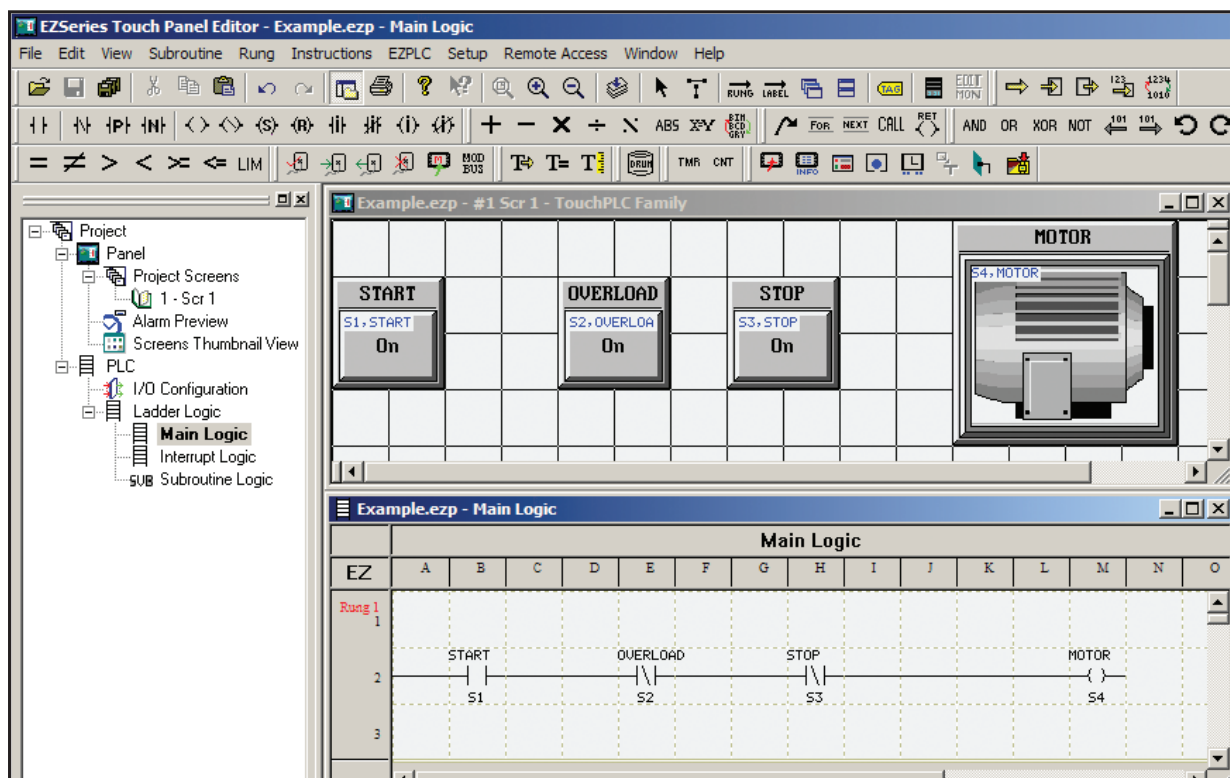 EZSeries Touch Panel Editor - Example.ezp - Main Logic
File Edit View Subroutine Rung Instructions EZPLC Setup Remote Access Window Help
RUNG LABEL TAG EDIT MON 123 1234 1010
P N S R i i ABS X↔Y BIN BCD GRY FOR NEXT CALL RET AND OR XOR NOT 101 101
= ≠ > < >= <= LIM M M M M M MOD BUS T T= T DRUM TMR CNT INFO
Project
Panel
Project Screens
1 - Scr 1
Alarm Preview
Screens Thumbnail View
PLC
I/O Configuration
Ladder Logic
Main Logic
Interrupt Logic
SUB Subroutine Logic
Example.ezp - #1 Scr 1 - TouchPLC Family
MOTOR
S4,MOTOR
START OVERLOAD STOP
S1,START S2,OVERLOA S3,STOP
On On On
Example.ezp - Main Logic
Main Logic
EZ A B C D E F G H I J K L M N O
Rung 1
1
START OVERLOAD STOP MOTOR
2
S1 S2 S3 S4
3